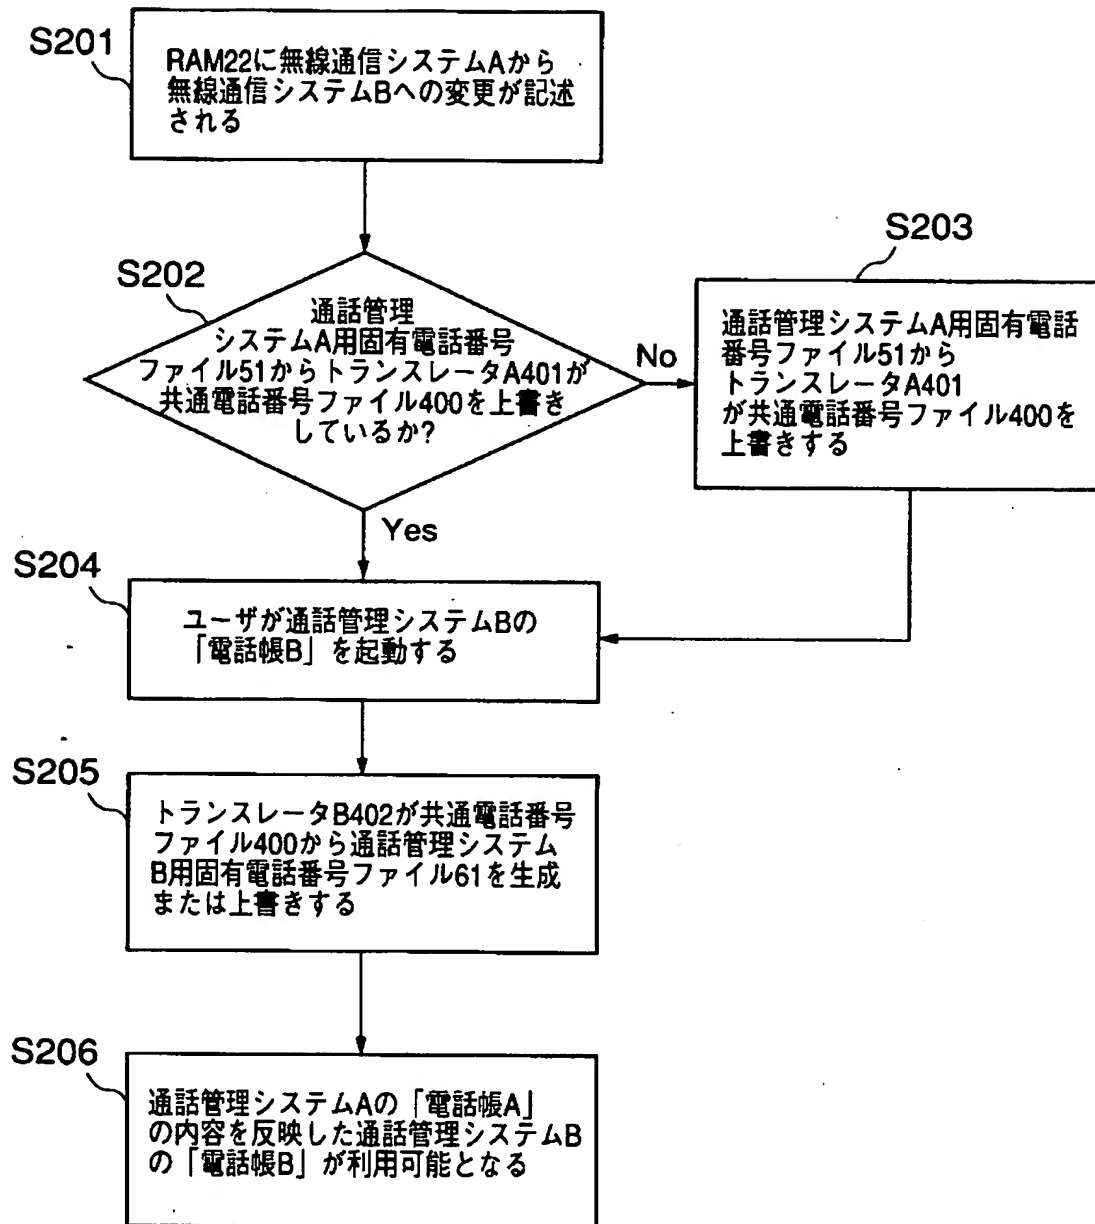 S201
RAM22に無線通信システムAから
無線通信システムBへの変更が記述
される
S202
通話管理
システムA用固有電話番号
ファイル51からトランスレータA401が
共通電話番号ファイル400を上書き
しているか?
No
S203
通話管理システムA用固有電話
番号ファイル51から
トランスレータA401
が共通電話番号ファイル400を
上書きする
Yes
S204
ユーザが通話管理システムBの
「電話帳B」を起動する
S205
トランスレータB402が共通電話番号
ファイル400から通話管理システム
B用固有電話番号ファイル61を生成
または上書きする
S206
通話管理システムAの「電話帳A」
の内容を反映した通話管理システムB
の「電話帳B」が利用可能となる